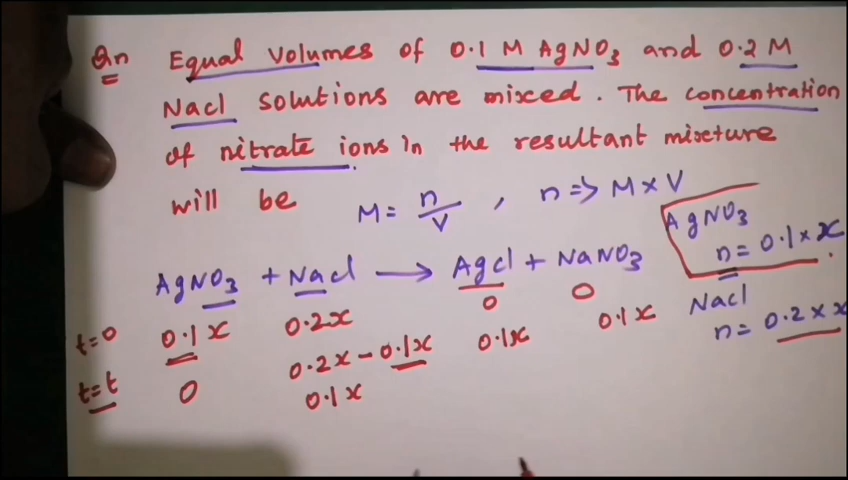 Qn Equal Volumes of 0.1 M AgNO3 and 0.2 M
Nacl solutions are mixed. The concentration
of nitrate ions in the resultant mixture
will be
M = n/V , n => M × V
AgNO3
n = 0.1 × x
AgNO3 + Nacl → Agcl + NaNO3
Nacl
n = 0.2 × x
t=0 0.1x 0.2x 0 0
t=t 0 0.2x - 0.1x 0.1x 0.1x
0.1x